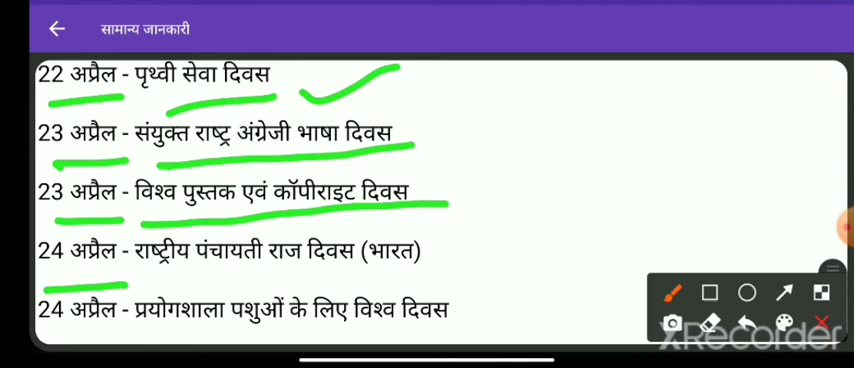 सामान्य जानकारी
22 अप्रैल - पृथ्वी सेवा दिवस
23 अप्रैल - संयुक्त राष्ट्र अंग्रेजी भाषा दिवस
23 अप्रैल - विश्व पुस्तक एवं कॉपीराइट दिवस
24 अप्रैल - राष्ट्रीय पंचायती राज दिवस (भारत)
24 अप्रैल - प्रयोगशाला पशुओं के लिए विश्व दिवस
XRecorder